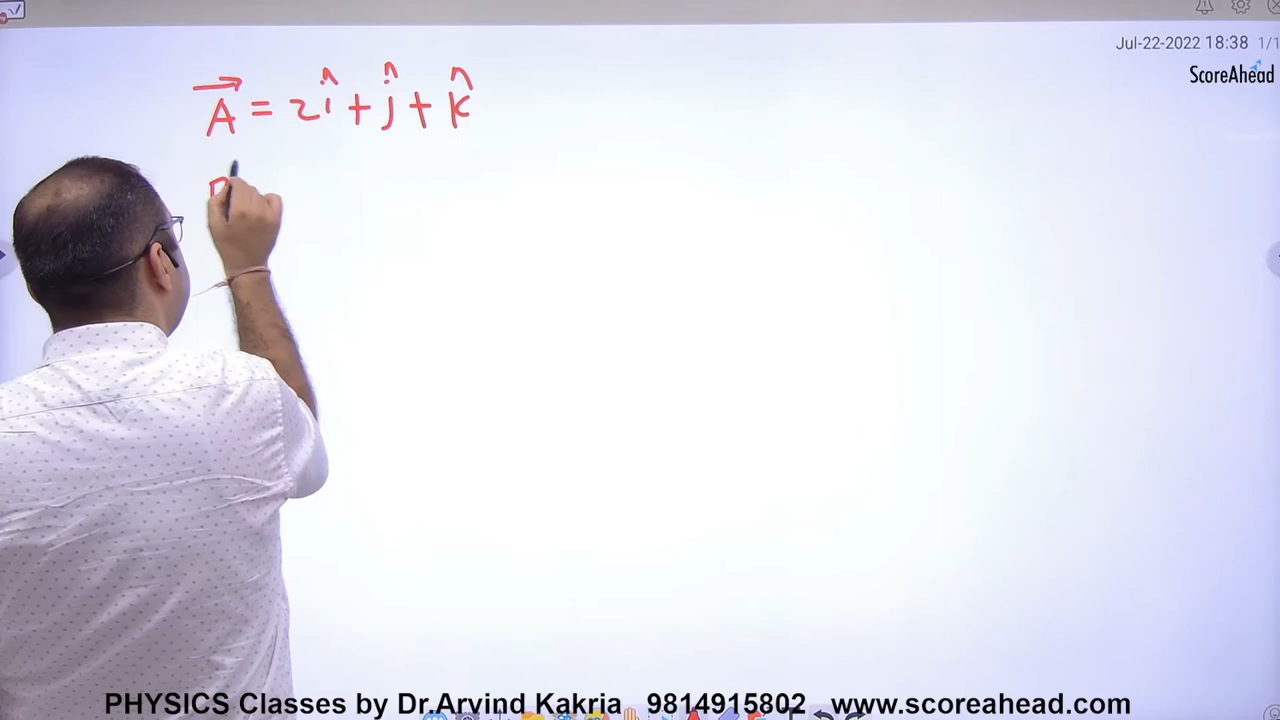 Jul-22-2022 18:38 1/1
ScoreAhead
A⃗ = 2î + ĵ + k̂
PHYSICS Classes by Dr.Arvind Kakria 9814915802 www.scoreahead.com